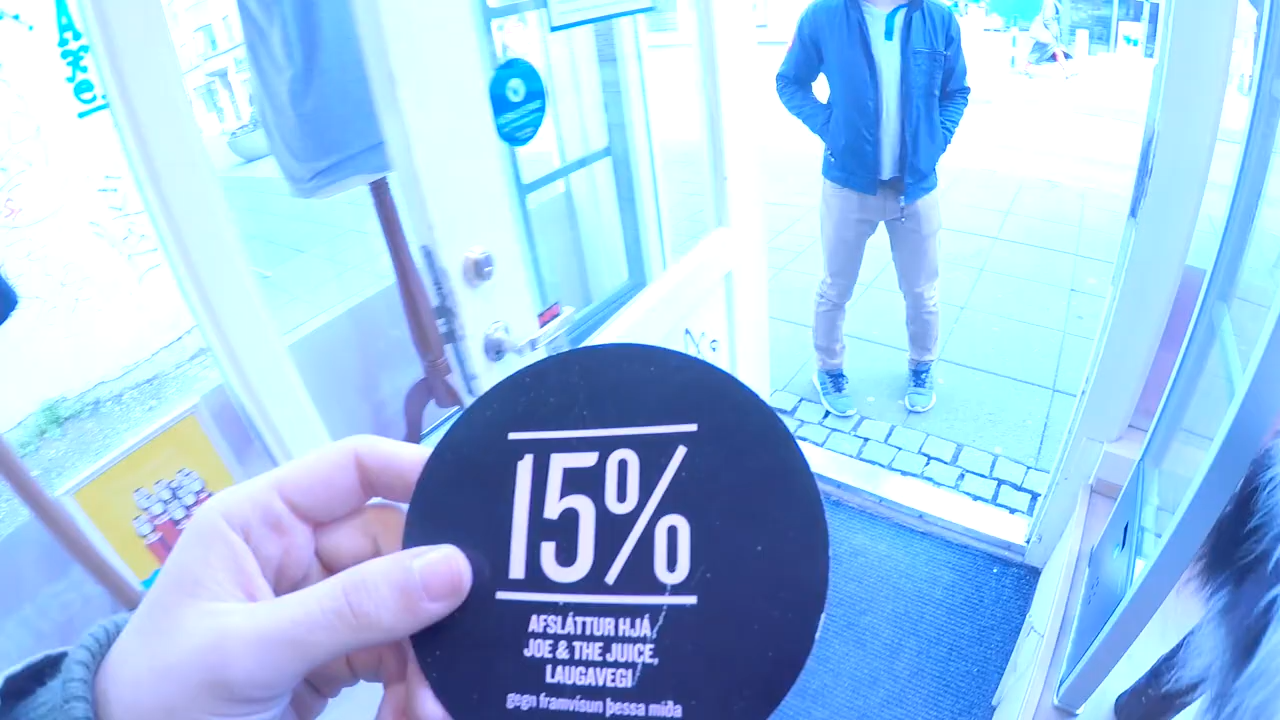 15%
AFSLÁTTUR HJÁ
JOE & THE JUICE,
LAUGAVEGI
gegn framvísun þessa miða